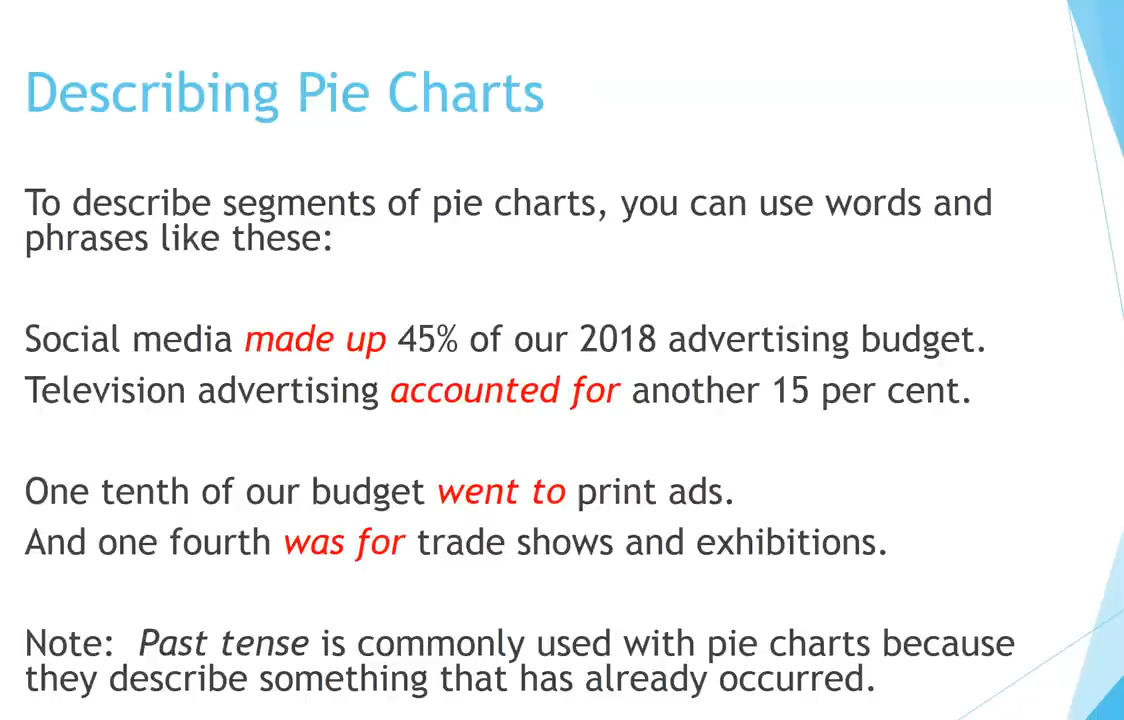 Describing Pie Charts
To describe segments of pie charts, you can use words and
phrases like these:
Social media made up 45% of our 2018 advertising budget.
Television advertising accounted for another 15 per cent.
One tenth of our budget went to print ads.
And one fourth was for trade shows and exhibitions.
Note: Past tense is commonly used with pie charts because
they describe something that has already occurred.